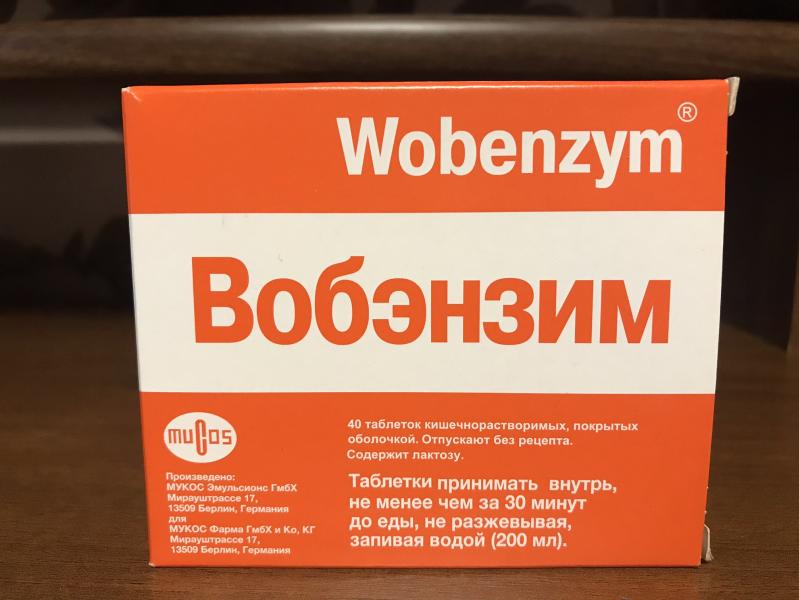 Wobenzym®
Вобэнзим
mucos
40 таблеток кишечнорастворимых, покрытых
оболочкой. Отпускают без рецепта.
Содержит лактозу.
Произведено:
МУКОС Эмульсионс ГмбХ
Мирауштрассе 17,
13509 Берлин, Германия
для
МУКОС Фарма ГмбХ и Ко, КГ
Мирауштрассе 17,
13509 Берлин, Германия
Таблетки принимать внутрь,
не менее чем за 30 минут
до еды, не разжевывая,
запивая водой (200 мл).